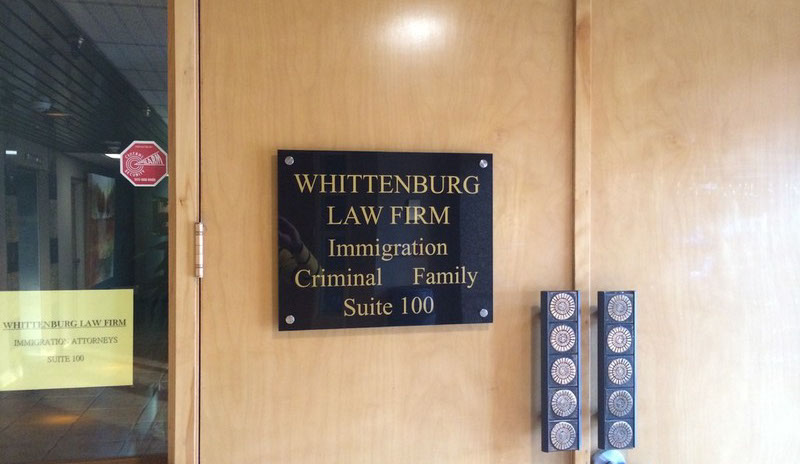 WHITTENBURG
LAW FIRM
Immigration
Criminal Family
Suite 100
WHITTENBURG LAW FIRM
IMMIGRATION ATTORNEYS
SUITE 100